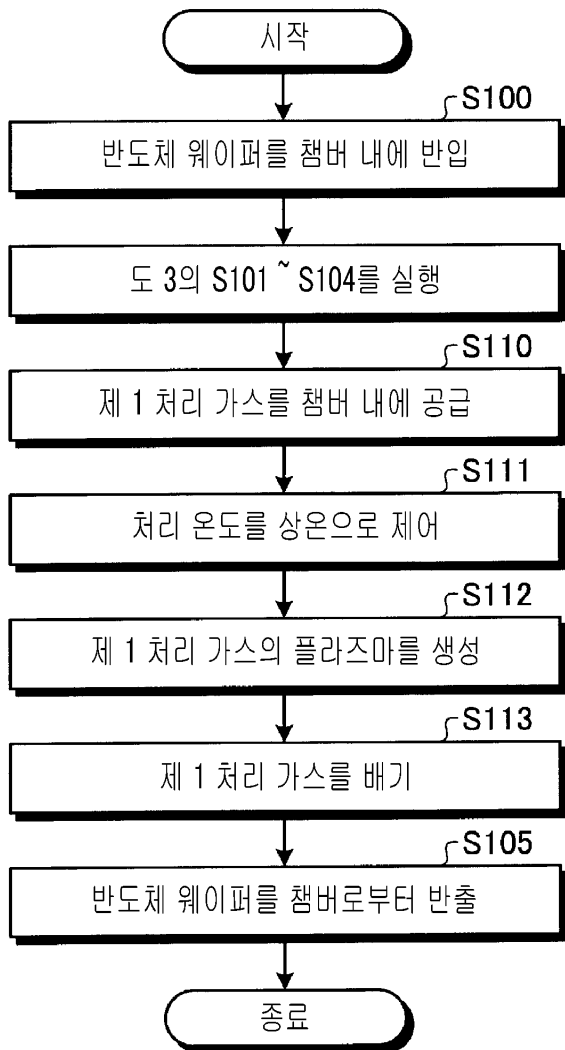 시작
S100
반도체 웨이퍼를 챔버 내에 반입
도 3의 S101 ~ S104를 실행
S110
제 1 처리 가스를 챔버 내에 공급
S111
처리 온도를 상온으로 제어
S112
제 1 처리 가스의 플라즈마를 생성
S113
제 1 처리 가스를 배기
S105
반도체 웨이퍼를 챔버로부터 반출
종료